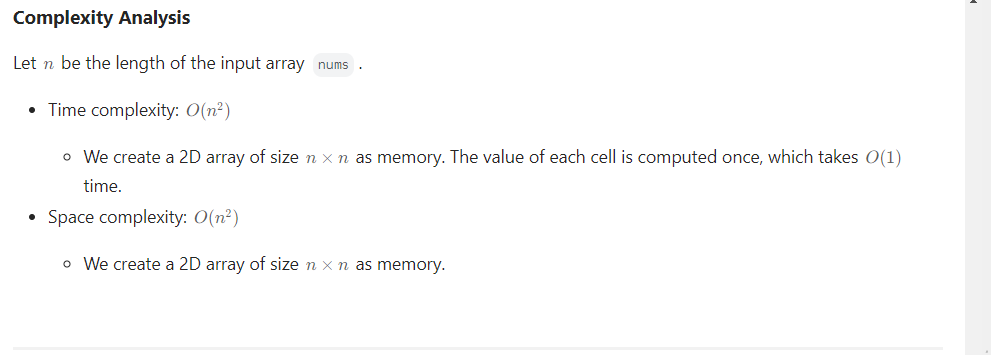 Complexity Analysis
Let n be the length of the input array nums .
• Time complexity: O(n²)
◦ We create a 2D array of size n × n as memory. The value of each cell is computed once, which takes O(1)
time.
• Space complexity: O(n²)
◦ We create a 2D array of size n × n as memory.